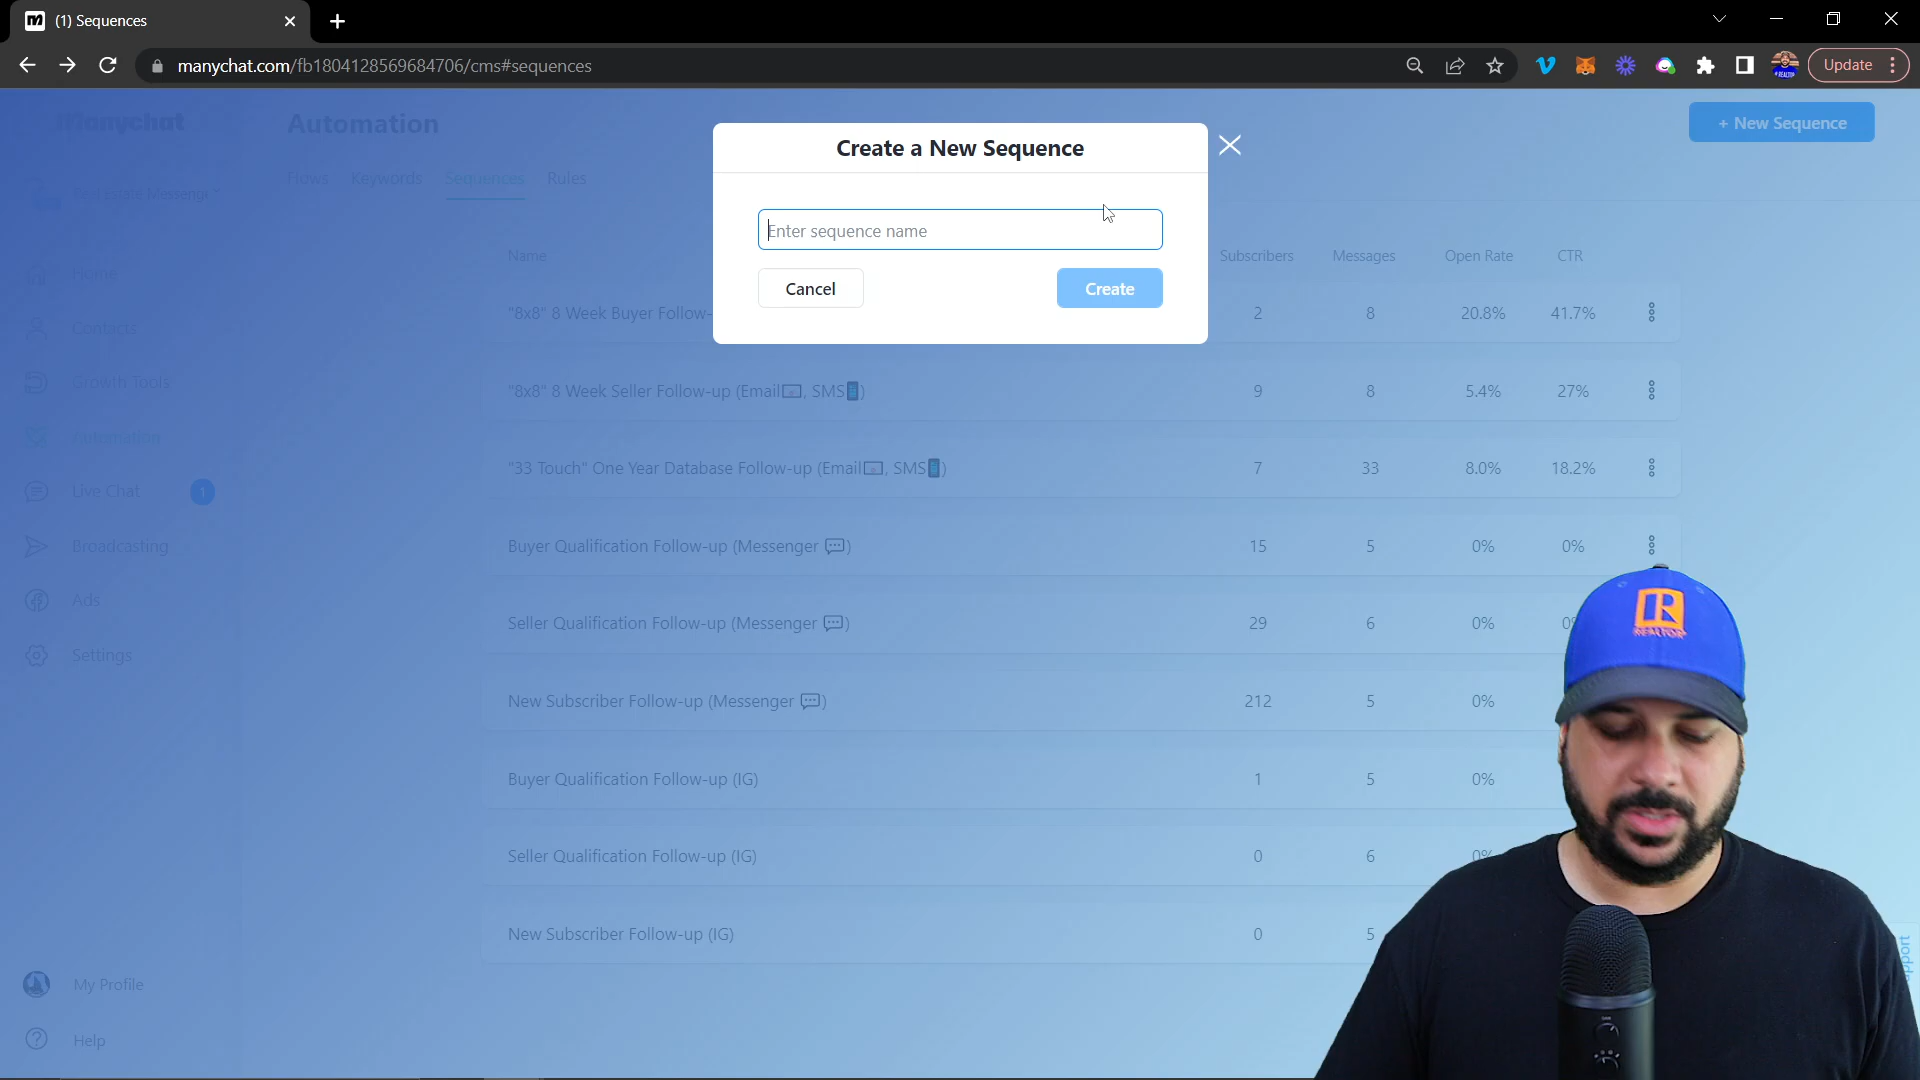 (1) Sequences
manychat.com/fb1804128569684706/cms#sequences
Update
Manychat
Automation
+ New Sequence
Create a New Sequence
Flows Keywords Sequences Rules
Enter sequence name
Cancel Create
Name Subscribers Messages Open Rate CTR
Home
"8x8" 8 Week Buyer Follow- 2 8 20.8% 41.7%
Contacts
Growth Tools
"8x8" 8 Week Seller Follow-up (Email, SMS) 9 8 5.4% 27%
Automation
"33 Touch" One Year Database Follow-up (Email, SMS) 7 33 8.0% 18.2%
Live Chat 1
Broadcasting
Buyer Qualification Follow-up (Messenger 💬) 15 5 0% 0%
Ads
Seller Qualification Follow-up (Messenger 💬) 29 6 0%
Settings
New Subscriber Follow-up (Messenger 💬) 212 5 0%
Buyer Qualification Follow-up (IG) 1 5 0%
Seller Qualification Follow-up (IG) 0 6 0%
New Subscriber Follow-up (IG) 0 5
My Profile
Help
R
REALTOR